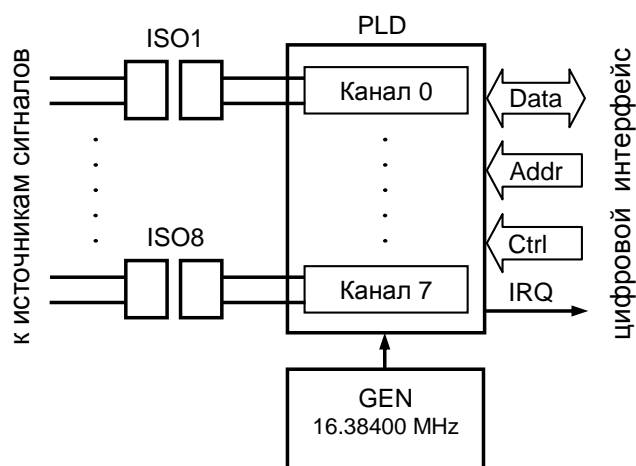 ISO1
PLD
к источникам сигналов
Канал 0
Data
Addr
ISO8
Ctrl
Канал 7
IRQ
цифровой интерфейс
GEN
16.38400 MHz